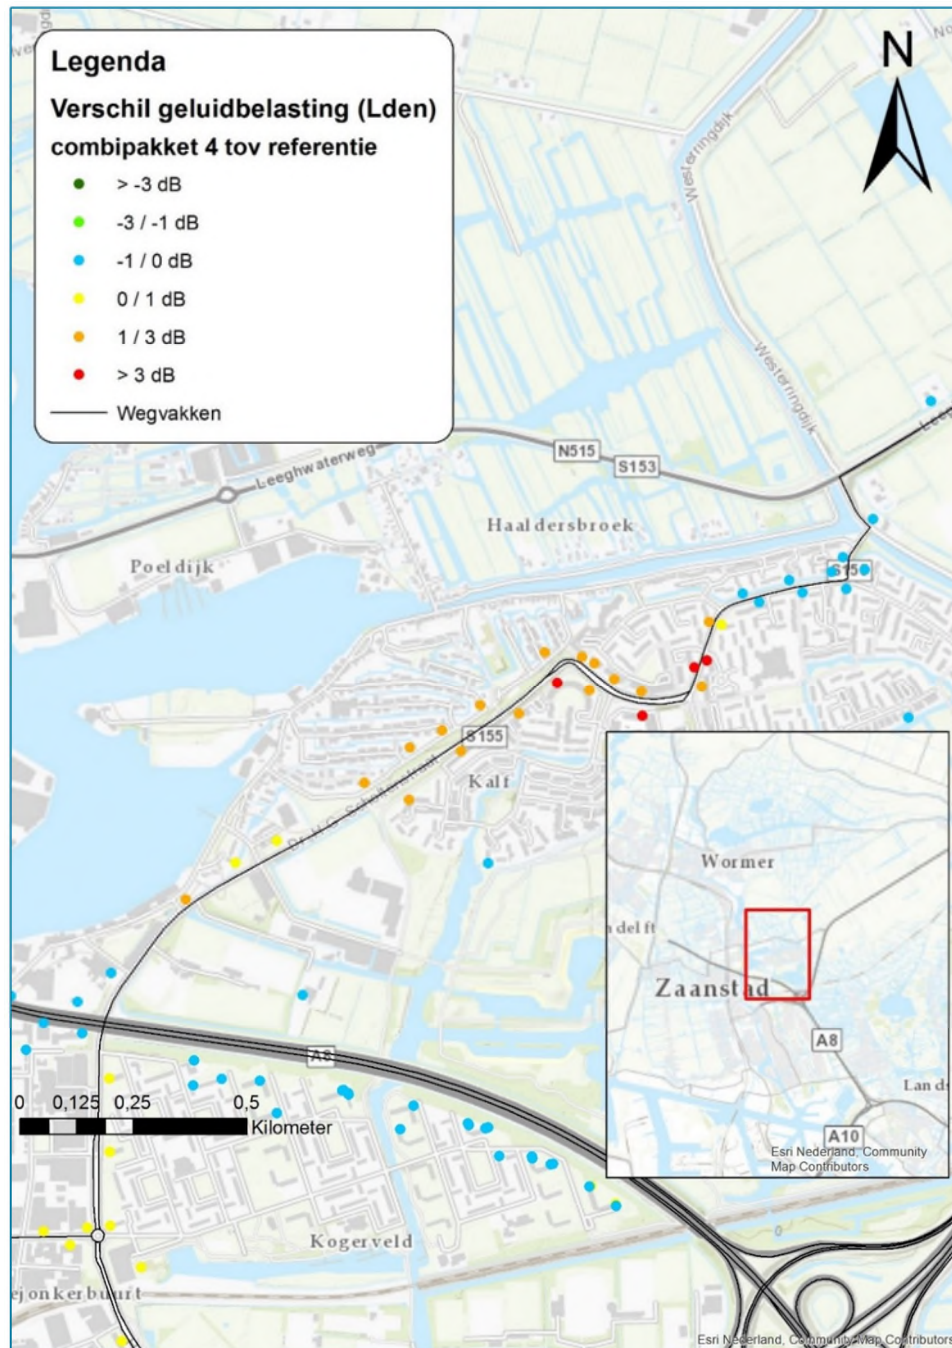 Legenda
Verschil geluidbelasting (Lden)
combipakket 4 tov referentie
> -3 dB
-3 / -1 dB
-1 / 0 dB
0 / 1 dB
1 / 3 dB
> 3 dB
Wegvakken
N
Westerringdijk
Westerringdijk
Leeghwaterweg
N515
S153
Haaldersbroek
Poeldijk
S155
Kalf
Wormer
Zaanstad
A8
A10
Esri Nederland, Community
Map Contributors
A8
0 0,125 0,25 0,5
Kilometer
Kogerveld
0
ejonkerbuurt
Esri Nederland, Community Map Contributors